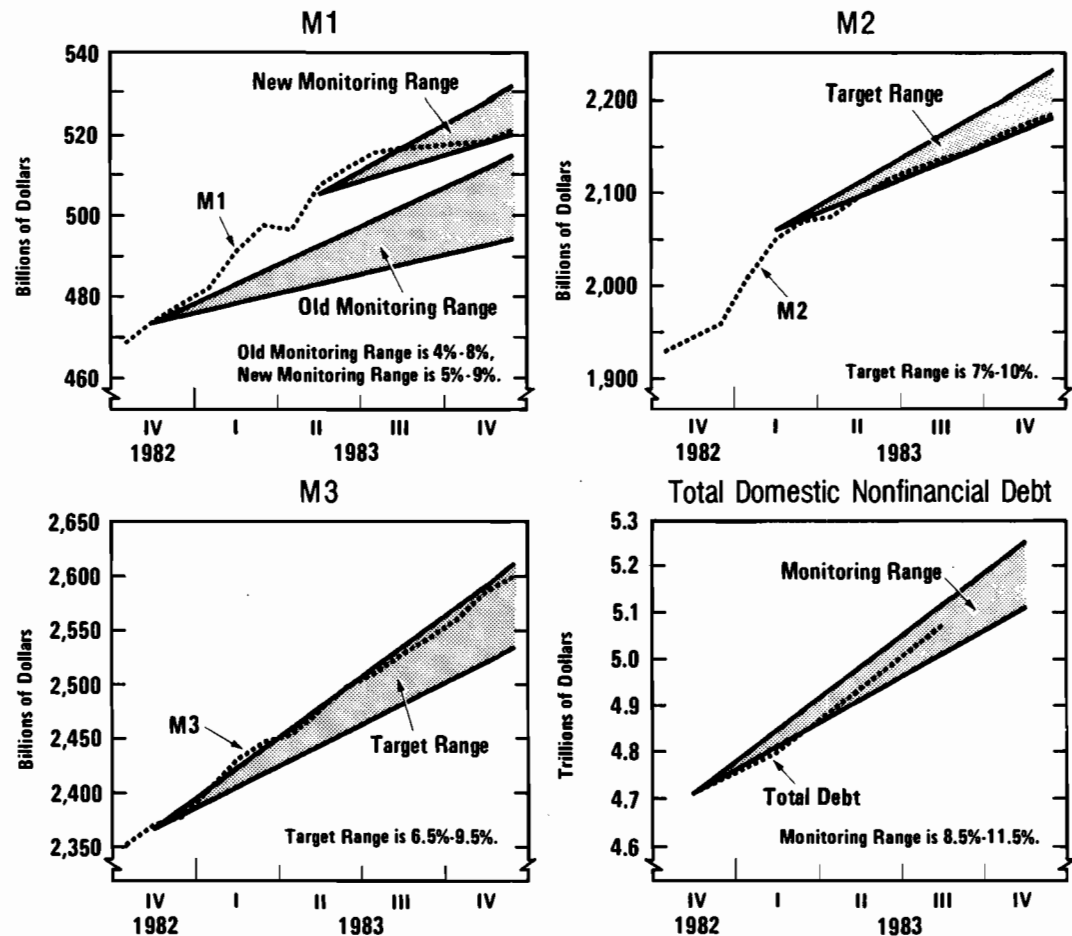 M1
Billions of Dollars
540
520
500
480
460
New Monitoring Range
M1
Old Monitoring Range
Old Monitoring Range is 4%-8%,
New Monitoring Range is 5%-9%.
IV I II III IV
1982 1983
M2
Billions of Dollars
2,200
2,100
2,000
1,900
Target Range
M2
Target Range is 7%-10%.
IV I II III IV
1982 1983
M3
Billions of Dollars
2,650
2,600
2,550
2,500
2,450
2,400
2,350
M3
Target Range
Target Range is 6.5%-9.5%.
IV I II III IV
1982 1983
Total Domestic Nonfinancial Debt
Trillions of Dollars
5.3
5.2
5.1
5.0
4.9
4.8
4.7
4.6
Monitoring Range
Total Debt
Monitoring Range is 8.5%-11.5%.
IV I II III IV
1982 1983